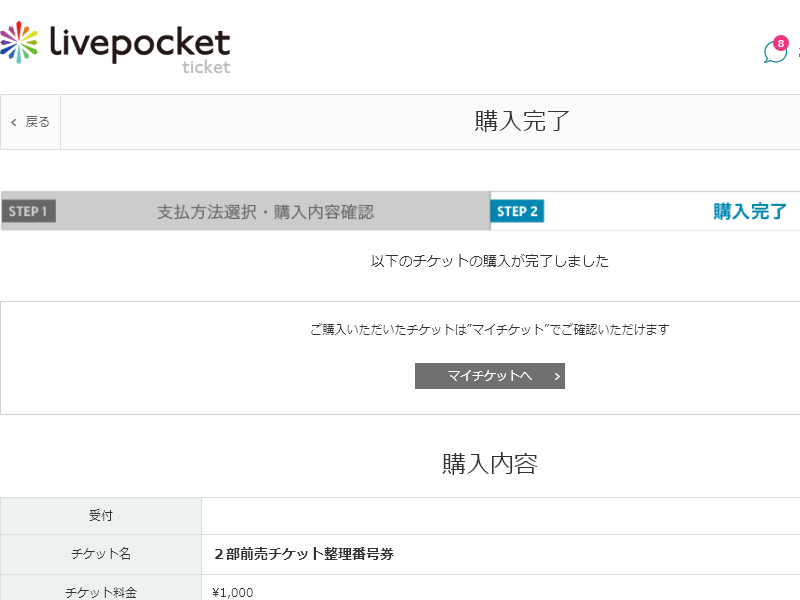 livepocket
ticket
8
< 戻る
購入完了
STEP 1
支払方法選択・購入内容確認
STEP 2
購入完了
以下のチケットの購入が完了しました
ご購入いただいたチケットは"マイチケット"でご確認いただけます
マイチケットへ >
購入内容
受付
チケット名
２部前売チケット整理番号券
チケット料金
¥1,000